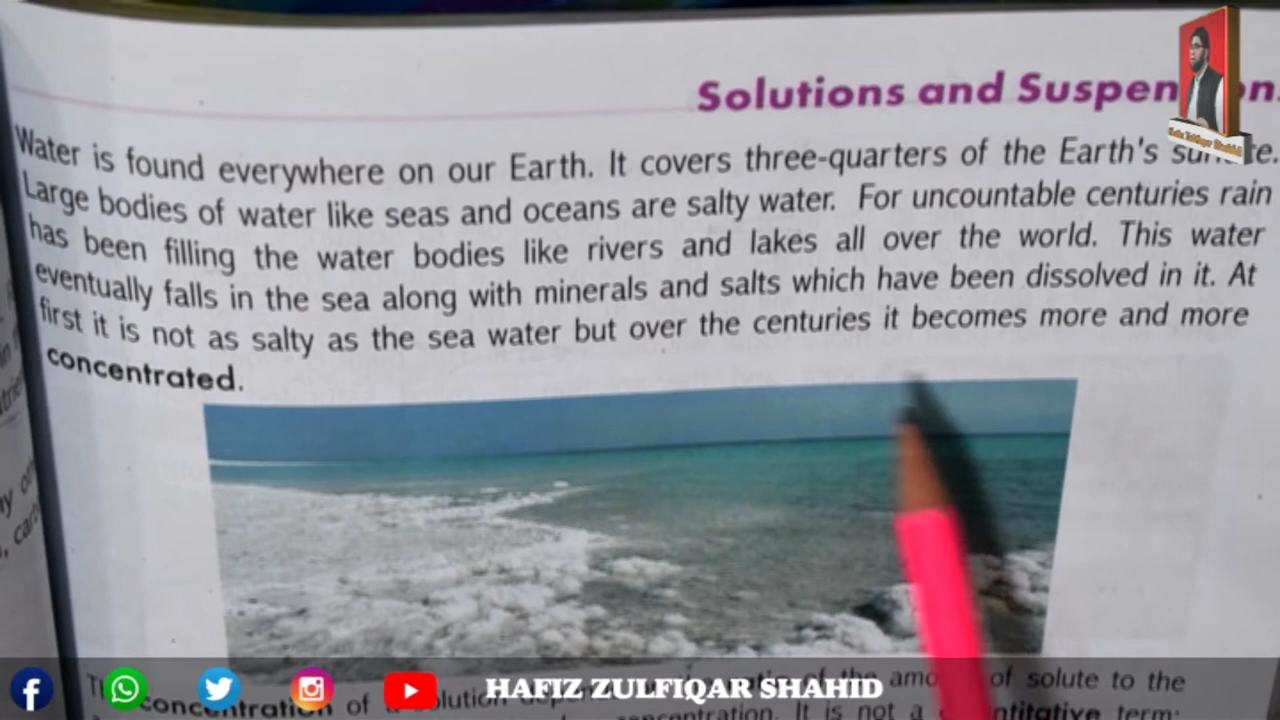 Solutions and Suspen
Water is found everywhere on our Earth. It covers three-quarters of the Earth's
Large bodies of water like seas and oceans are salty water. For uncountable centuries rain
has been filling the water bodies like rivers and lakes all over the world. This water
eventually falls in the sea along with minerals and salts which have been dissolved in it. At
first it is not as salty as the sea water but over the centuries it becomes more and more
concentrated.
concentration of of the of solute to the
HAFIZ ZULFIQAR SHAHID
concentration. It is not a term;